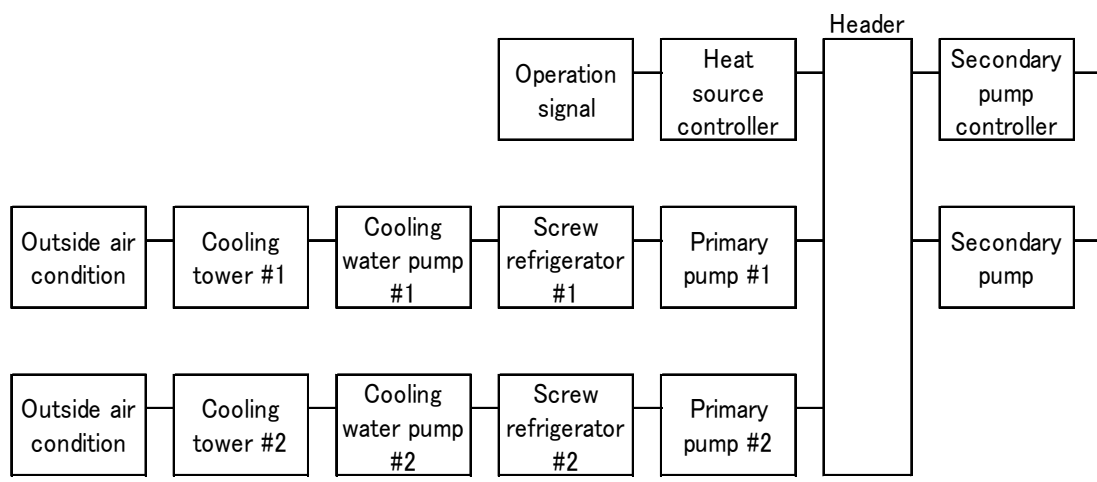 Header
Operation
signal
Heat
source
controller
Secondary
pump
controller
Outside air
condition
Cooling
tower #1
Cooling
water pump
#1
Screw
refrigerator
#1
Primary
pump #1
Secondary
pump
Outside air
condition
Cooling
tower #2
Cooling
water pump
#2
Screw
refrigerator
#2
Primary
pump #2